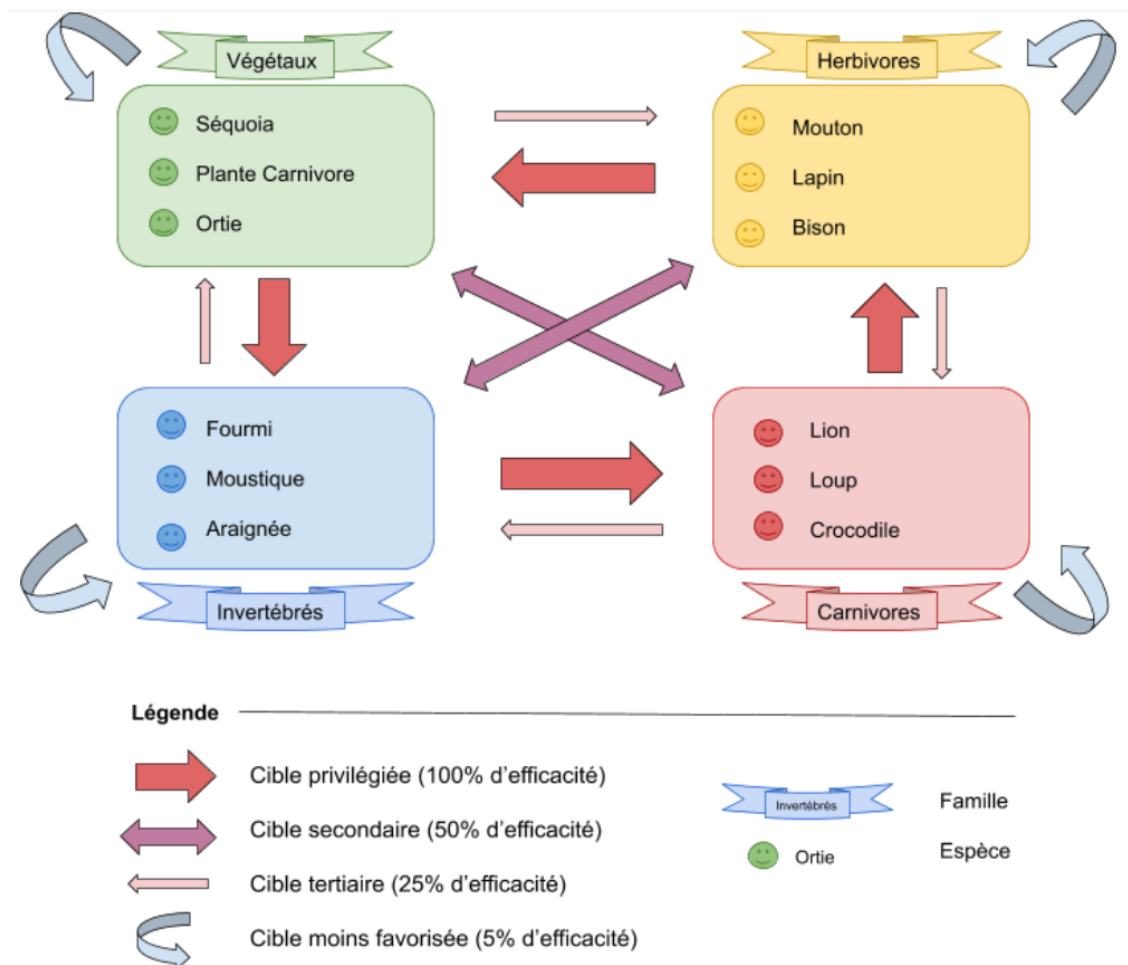 Végétaux
Herbivores
Séquoia
Plante Carnivore
Ortie
Mouton
Lapin
Bison
Fourmi
Moustique
Araignée
Lion
Loup
Crocodile
Invertébrés
Carnivores
Légende
Cible privilégiée (100% d'efficacité)
Cible secondaire (50% d'efficacité)
Cible tertiaire (25% d'efficacité)
Cible moins favorisée (5% d'efficacité)
Invertébrés
Famille
Ortie
Espèce